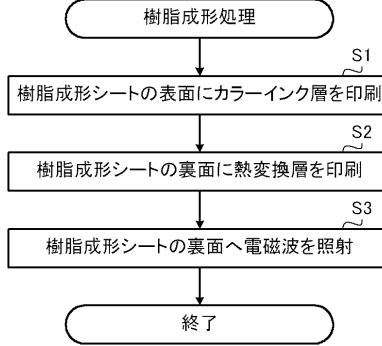 樹脂成形処理
S1
樹脂成形シートの表面にカラーインク層を印刷
S2
樹脂成形シートの裏面に熱変換層を印刷
S3
樹脂成形シートの裏面へ電磁波を照射
終了